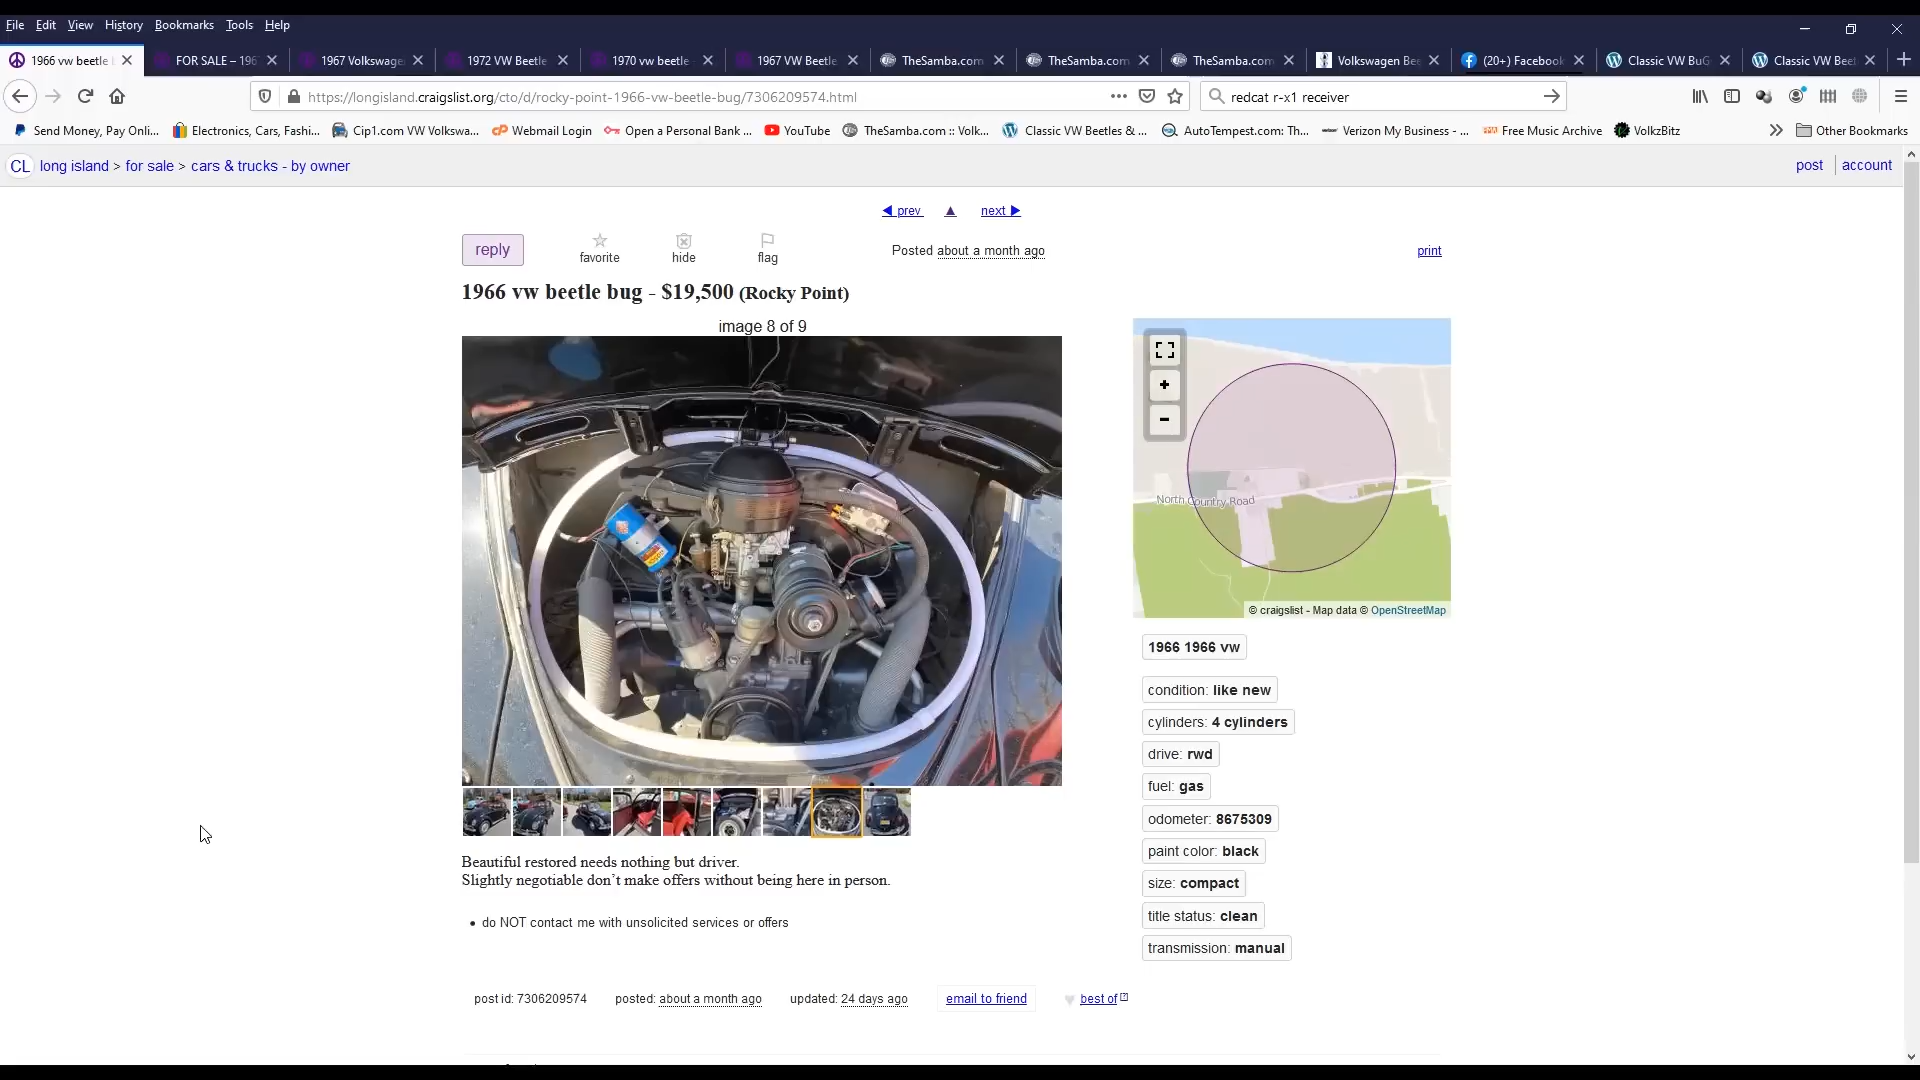 File Edit View History Bookmarks Tools Help
1966 vw beetle
FOR SALE – 196
1967 Volkswage
1972 VW Beetle
1970 vw beetle
1967 VW Beetle
TheSamba.com
TheSamba.com
TheSamba.com
Volkswagen Bee
(20+) Facebook
Classic VW BuG
Classic VW Beet
https://longisland.craigslist.org/cto/d/rocky-point-1966-vw-beetle-bug/7306209574.html
redcat r-x1 receiver
Send Money, Pay Onli...
Electronics, Cars, Fashi...
Cip1.com VW Volkswa...
Webmail Login
Open a Personal Bank ...
YouTube
TheSamba.com :: Volk...
Classic VW Beetles & ...
AutoTempest.com: Th...
Verizon My Business - ...
Free Music Archive
VolkzBitz
Other Bookmarks
CL long island > for sale > cars & trucks - by owner
post account
◀ prev ▲ next ▶
reply
favorite
hide
flag
Posted about a month ago
print
1966 vw beetle bug - $19,500 (Rocky Point)
image 8 of 9
+
-
North Country Road
© craigslist - Map data © OpenStreetMap
1966 1966 vw
condition: like new
cylinders: 4 cylinders
drive: rwd
fuel: gas
odometer: 8675309
paint color: black
size: compact
title status: clean
transmission: manual
Beautiful restored needs nothing but driver.
Slightly negotiable don’t make offers without being here in person.
• do NOT contact me with unsolicited services or offers
post id: 7306209574
posted: about a month ago
updated: 24 days ago
email to friend
♥ best of [?]